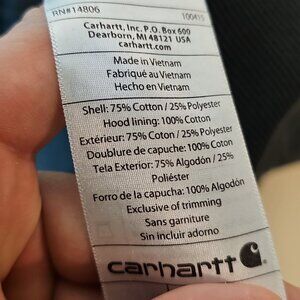 RN#14806 100415
Carhartt, Inc. P.O. Box 600
Dearborn, MI 48121 USA
carhartt.com
Made in Vietnam
Fabriqué au Vietnam
Hecho en Vietnam
Shell: 75% Cotton / 25% Polyester
Hood lining: 100% Cotton
Extérieur: 75% Coton / 25% Polyester
Doublure de capuche: 100% Coton
Tela Exterior: 75% Algodón / 25%
Poliéster
Forro de la capucha: 100% Algodón
Exclusive of trimming
Sans garniture
Sin incluir adorno
carhartt